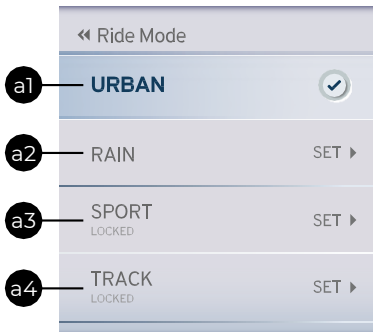 Ride Mode
a1 URBAN
a2 RAIN SET
a3 SPORT SET
LOCKED
a4 TRACK SET
LOCKED